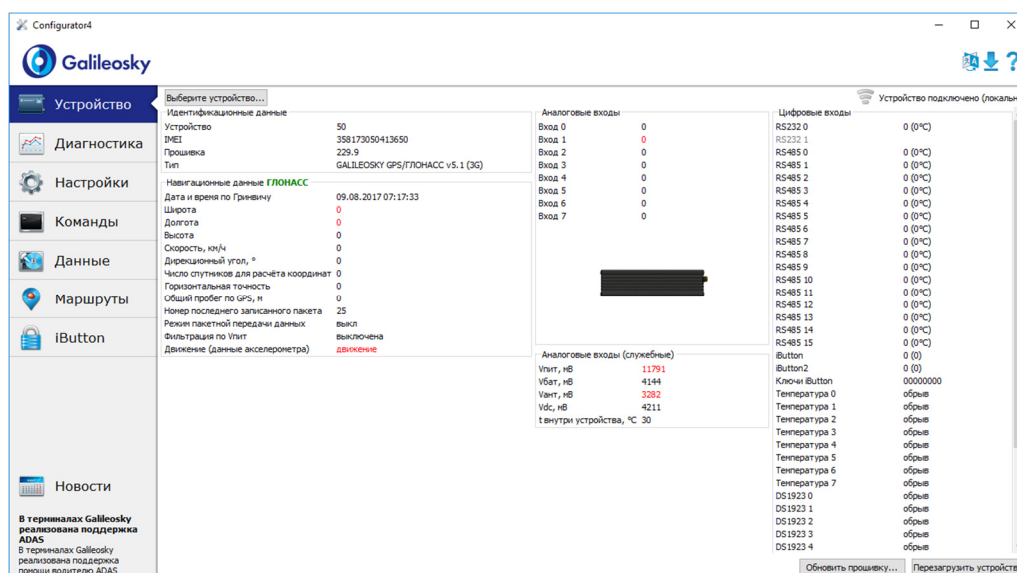 Configurator4
Galileosky
Устройство
Диагностика
Настройки
Команды
Данные
Маршруты
iButton
Новости
В терминалах Galileosky
реализована поддержка
ADAS
В терминалах Galileosky
реализована поддержка
помощи водителю ADAS
Выберите устройство...
Устройство подключено (локальн
Идентификационные данные
Устройство 50
IMEI 358173050413650
Прошивка 229.9
Тип GALILEOSKY GPS/ГЛОНАСС v5.1 (3G)
Навигационные данные ГЛОНАСС
Дата и время по Гринвичу 09.08.2017 07:17:33
Широта 0
Долгота 0
Высота 0
Скорость, км/ч 0
Дирекционный угол, ° 0
Число спутников для расчёта координат 0
Горизонтальная точность 0
Общий пробег по GPS, м 0
Номер последнего записанного пакета 25
Режим пакетной передачи данных выкл
Фильтрация по Vпит выключена
Движение (данные акселерометра) движение
Аналоговые входы
Вход 0 0
Вход 1 0
Вход 2 0
Вход 3 0
Вход 4 0
Вход 5 0
Вход 6 0
Вход 7 0
Аналоговые входы (служебные)
Vпит, мВ 11791
Vбат, мВ 4144
Vант, мВ 3282
Vdc, мВ 4211
t внутри устройства, °C 30
Цифровые входы
RS232 0 0 (0°C)
RS232 1
RS485 0 0 (0°C)
RS485 1 0 (0°C)
RS485 2 0 (0°C)
RS485 3 0 (0°C)
RS485 4 0 (0°C)
RS485 5 0 (0°C)
RS485 6 0 (0°C)
RS485 7 0 (0°C)
RS485 8 0 (0°C)
RS485 9 0 (0°C)
RS485 10 0 (0°C)
RS485 11 0 (0°C)
RS485 12 0 (0°C)
RS485 13 0 (0°C)
RS485 14 0 (0°C)
RS485 15 0 (0°C)
iButton 0 (0)
iButton2 0 (0)
Ключи iButton 00000000
Температура 0 обрыв
Температура 1 обрыв
Температура 2 обрыв
Температура 3 обрыв
Температура 4 обрыв
Температура 5 обрыв
Температура 6 обрыв
Температура 7 обрыв
DS1923 0 обрыв
DS1923 1 обрыв
DS1923 2 обрыв
DS1923 3 обрыв
DS1923 4 обрыв
Обновить прошивку...
Перезагрузить устройств